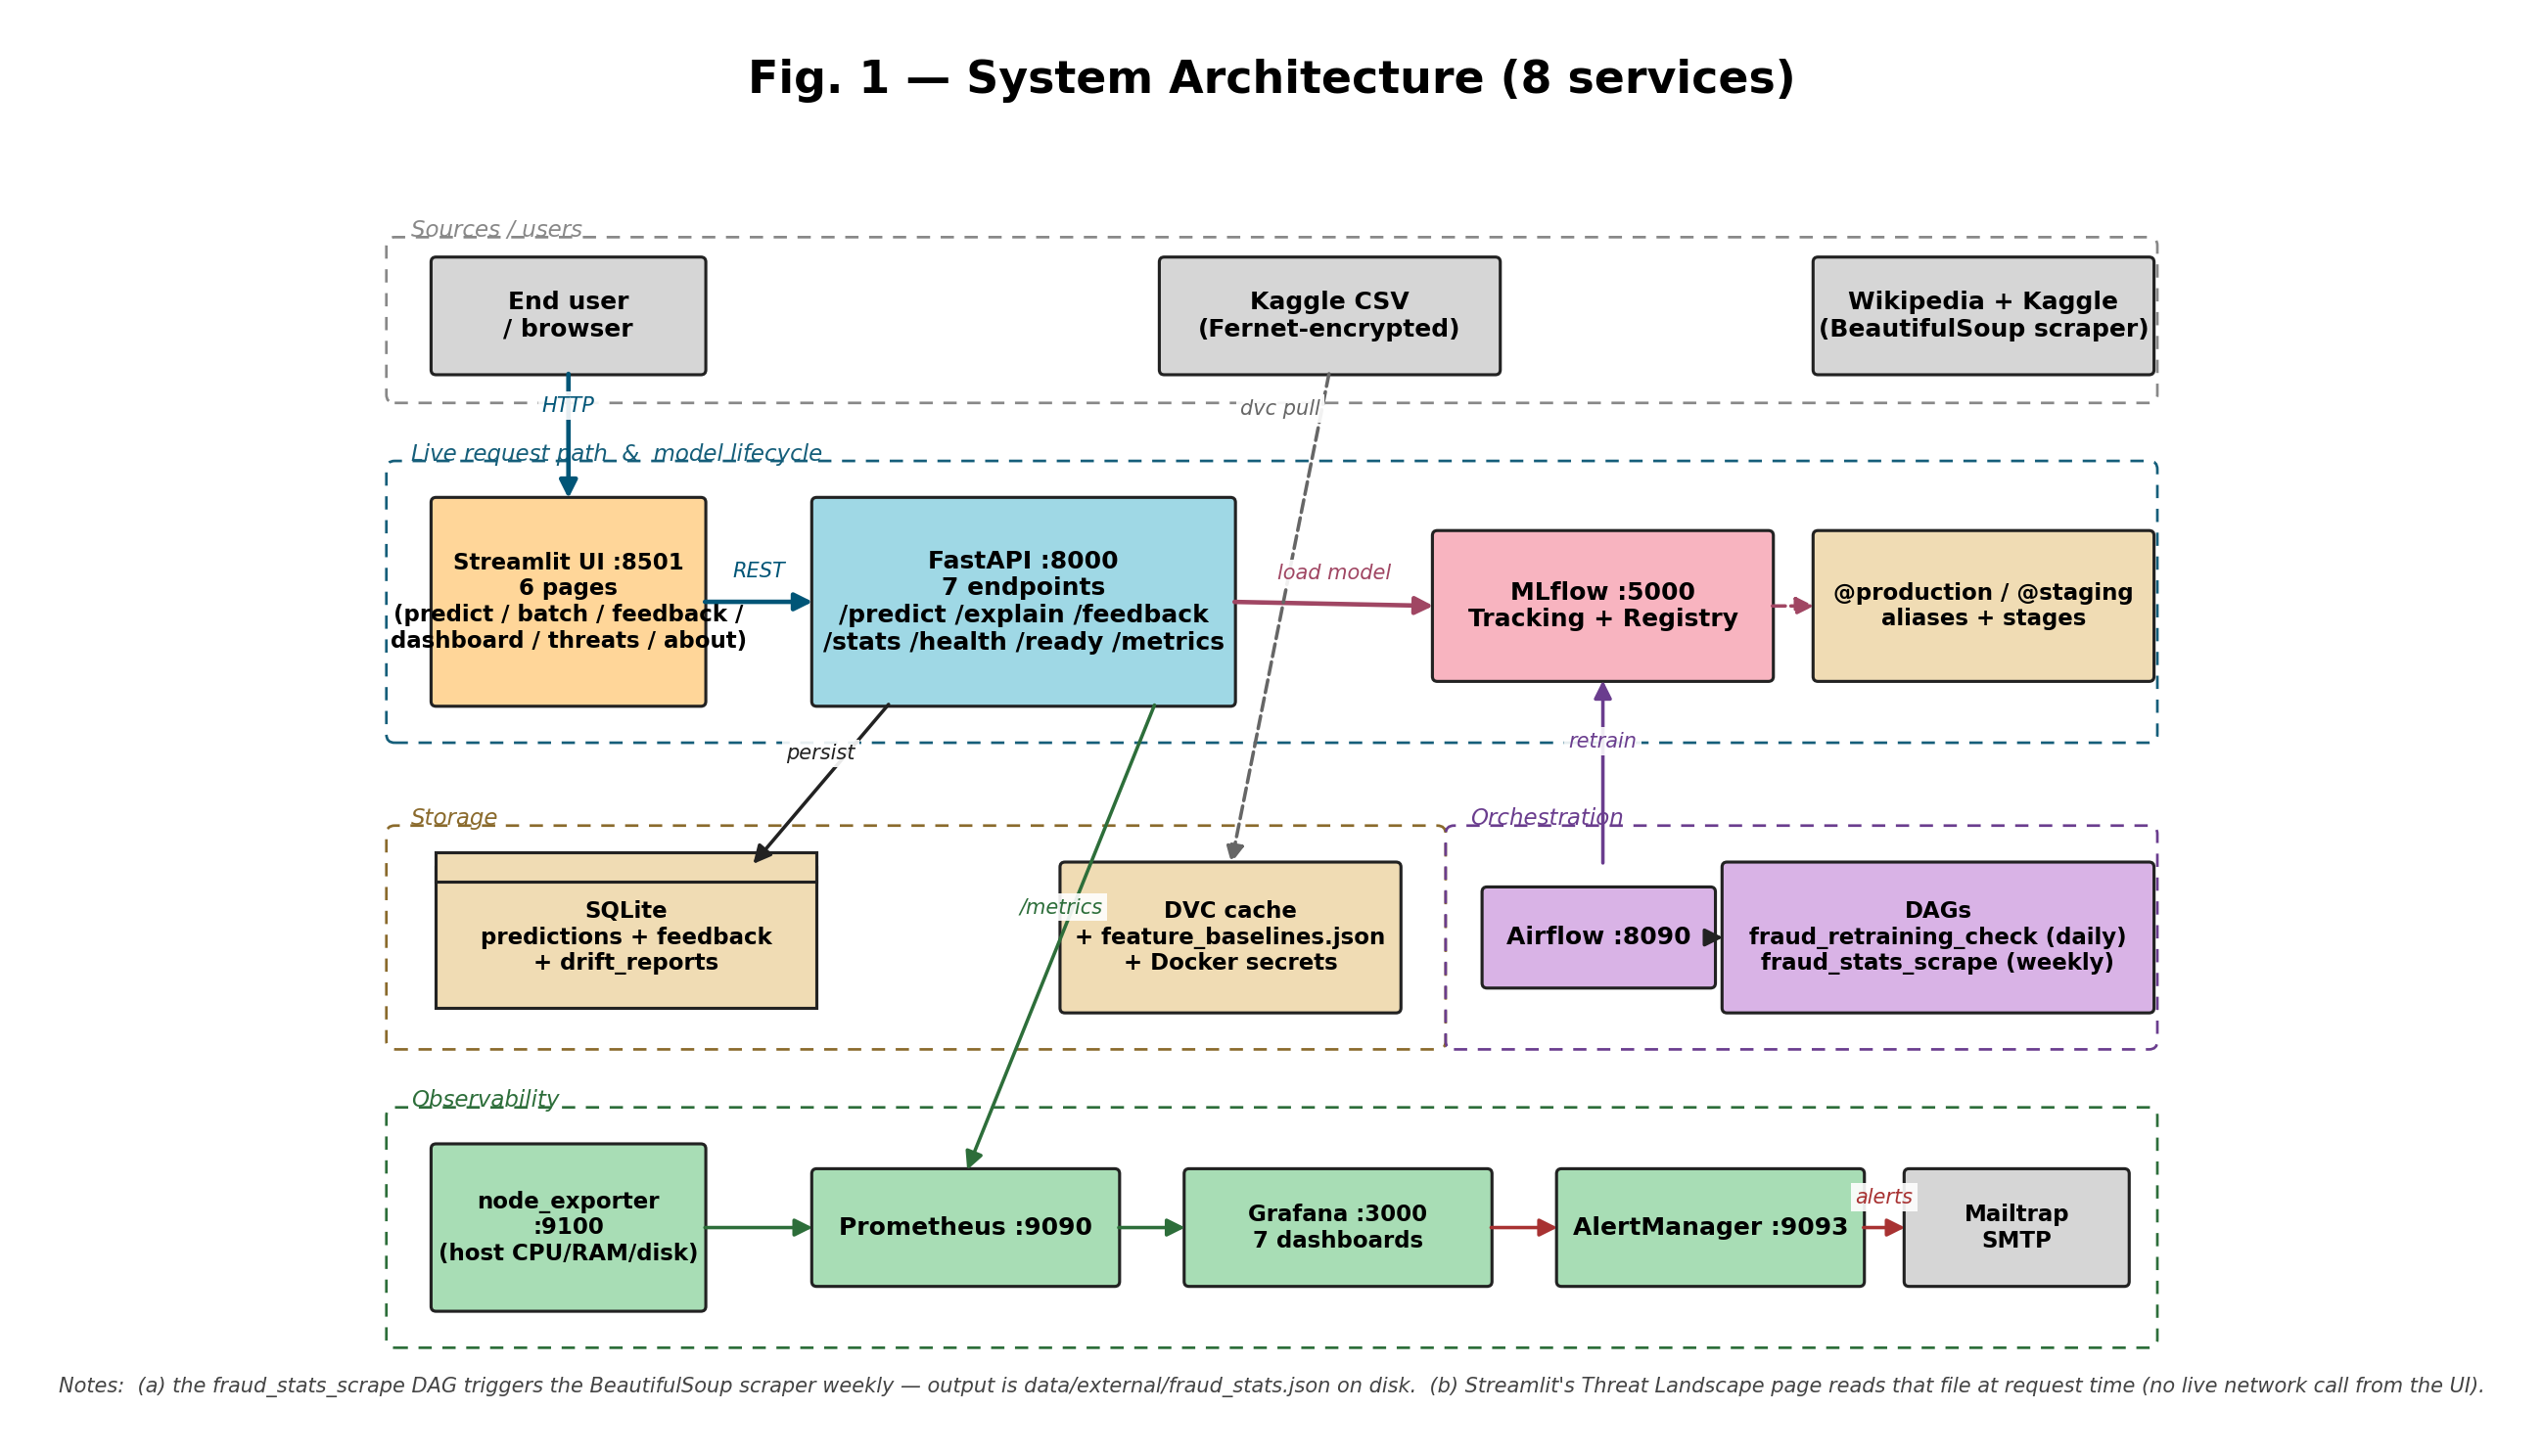 Fig. 1 — System Architecture (8 services)
Sources / users
End user
/ browser
Kaggle CSV
(Fernet-encrypted)
Wikipedia + Kaggle
(BeautifulSoup scraper)
HTTP
dvc pull
Live request path & model lifecycle
Streamlit UI :8501
6 pages
(predict / batch / feedback /
dashboard / threats / about)
REST
FastAPI :8000
7 endpoints
/predict /explain /feedback
/stats /health /ready /metrics
load model
MLflow :5000
Tracking + Registry
@production / @staging
aliases + stages
persist
retrain
Storage
SQLite
predictions + feedback
+ drift_reports
/metrics
DVC cache
+ feature_baselines.json
+ Docker secrets
Orchestration
Airflow :8090
DAGs
fraud_retraining_check (daily)
fraud_stats_scrape (weekly)
Observability
node_exporter
:9100
(host CPU/RAM/disk)
Prometheus :9090
Grafana :3000
7 dashboards
AlertManager :9093
alerts
Mailtrap
SMTP
Notes: (a) the fraud_stats_scrape DAG triggers the BeautifulSoup scraper weekly — output is data/external/fraud_stats.json on disk. (b) Streamlit's Threat Landscape page reads that file at request time (no live network call from the UI).